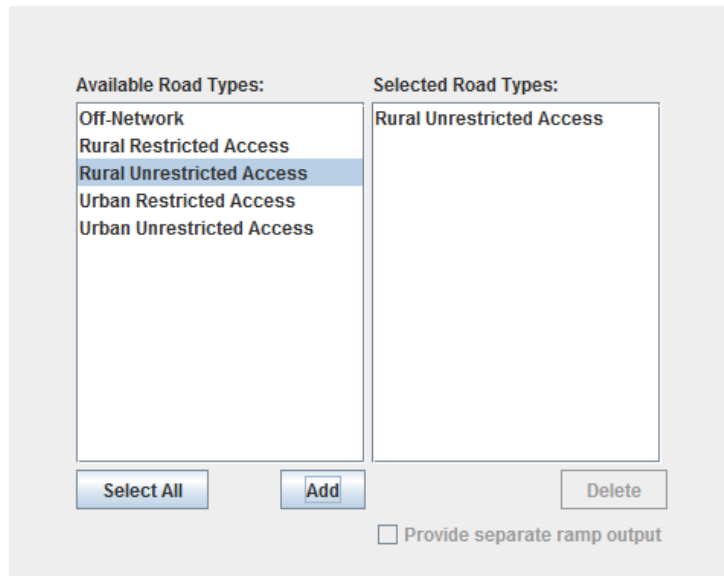 Available Road Types:
Off-Network
Rural Restricted Access
Rural Unrestricted Access
Urban Restricted Access
Urban Unrestricted Access
Selected Road Types:
Rural Unrestricted Access
Select All
Add
Delete
Provide separate ramp output